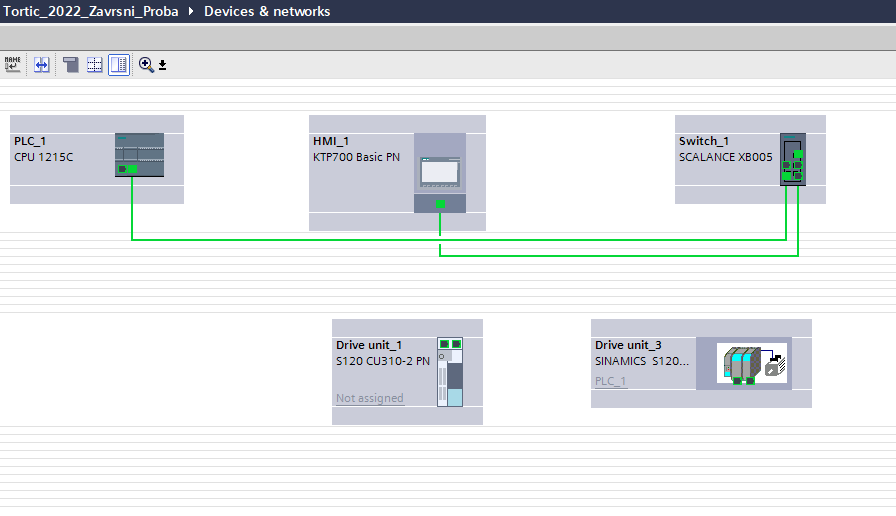 Tortic_2022_Zavrsni_Proba Devices & networks
NAME
PLC_1
CPU 1215C
HMI_1
KTP700 Basic PN
Switch_1
SCALANCE XB005
Drive unit_1
S120 CU310-2 PN
Not assigned
Drive unit_3
SINAMICS S120...
PLC_1